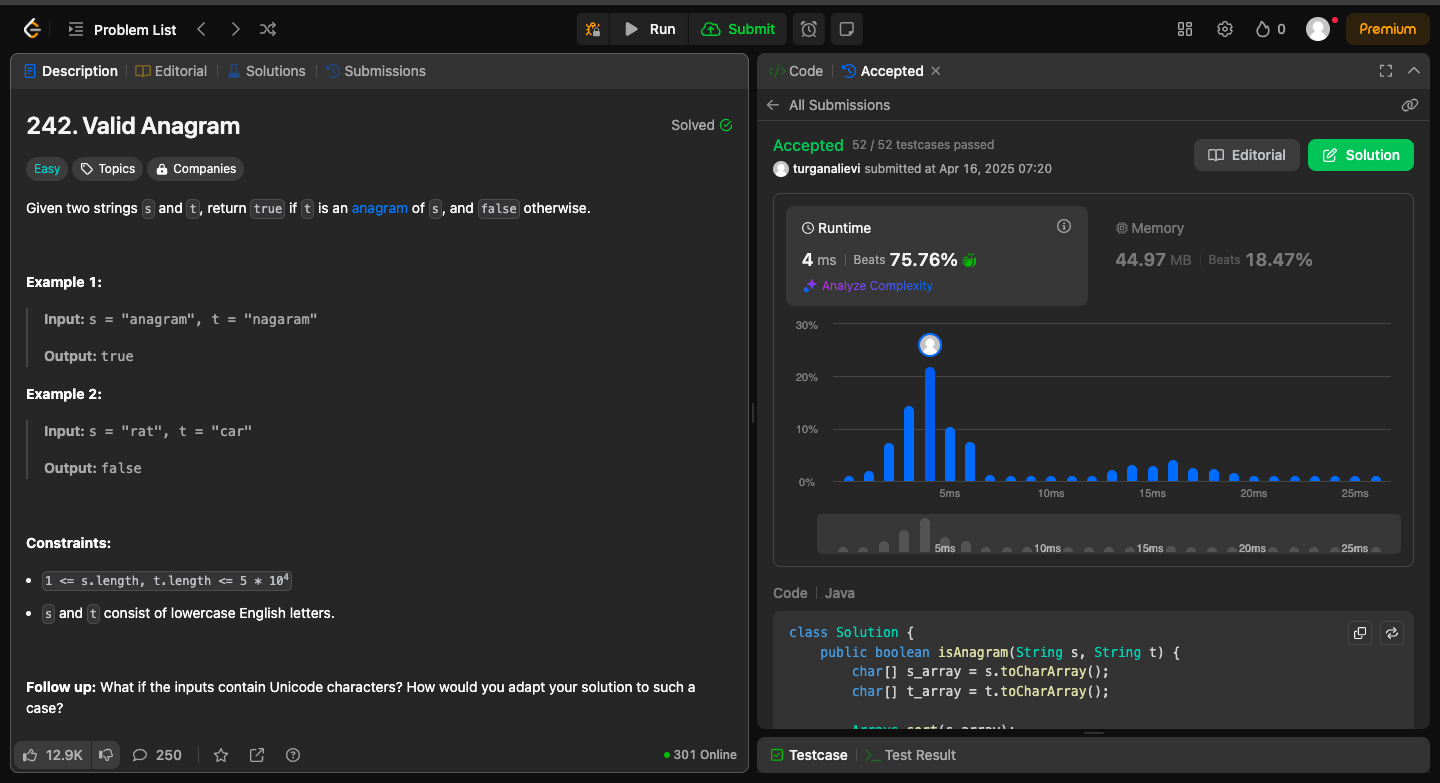 Problem List
Run
Submit
0
Premium
Description
Editorial
Solutions
Submissions
242. Valid Anagram
Solved
Easy
Topics
Companies
Given two strings s and t, return true if t is an anagram of s, and false otherwise.
Example 1:
Input: s = "anagram", t = "nagaram"
Output: true
Example 2:
Input: s = "rat", t = "car"
Output: false
Constraints:
• 1 <= s.length, t.length <= 5 * 10⁴
• s and t consist of lowercase English letters.
Follow up: What if the inputs contain Unicode characters? How would you adapt your solution to such a
case?
12.9K
250
301 Online
</> Code
Accepted
All Submissions
Accepted 52 / 52 testcases passed
turganalievi submitted at Apr 16, 2025 07:20
Editorial
Solution
Runtime
4 ms | Beats 75.76%
Analyze Complexity
Memory
44.97 MB | Beats 18.47%
30%
20%
10%
0%
5ms 10ms 15ms 20ms 25ms
5ms 10ms 15ms 20ms 25ms
Code | Java
class Solution {
    public boolean isAnagram(String s, String t) {
        char[] s_array = s.toCharArray();
        char[] t_array = t.toCharArray();
        Arrays.sort(s_array);
Testcase
Test Result